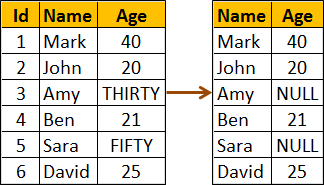 Id Name Age Name Age
1 Mark 40 Mark 40
2 John 20 John 20
3 Amy THIRTY Amy NULL
4 Ben 21 Ben 21
5 Sara FIFTY Sara NULL
6 David 25 David 25